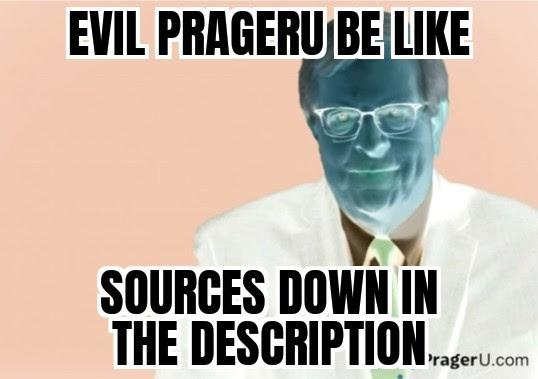 EVIL PRAGERU BE LIKE
SOURCES DOWN IN
THE DESCRIPTION
PragerU.com